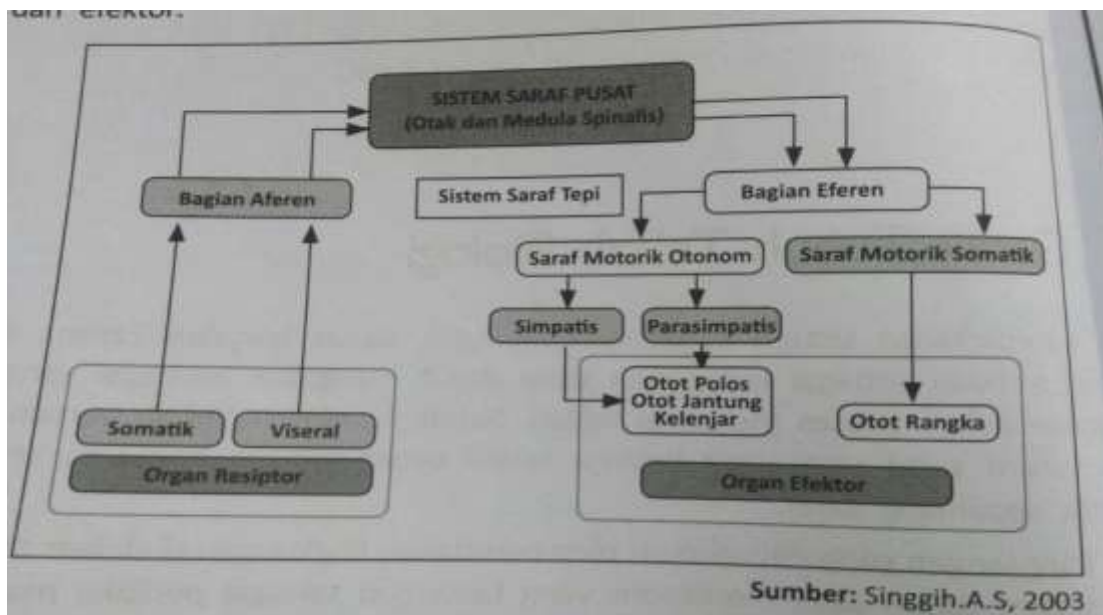 dan efektor.
SISTEM SARAF PUSAT
(Otak dan Medula Spinalis)
Bagian Aferen
Sistem Saraf Tepi
Bagian Eferen
Saraf Motorik Otonom
Saraf Motorik Somatik
Simpatis
Parasimpatis
Otot Polos
Otot Jantung
Kelenjar
Otot Rangka
Somatik
Viseral
Organ Resiptor
Organ Efektor
Sumber: Singgih.A.S, 2003